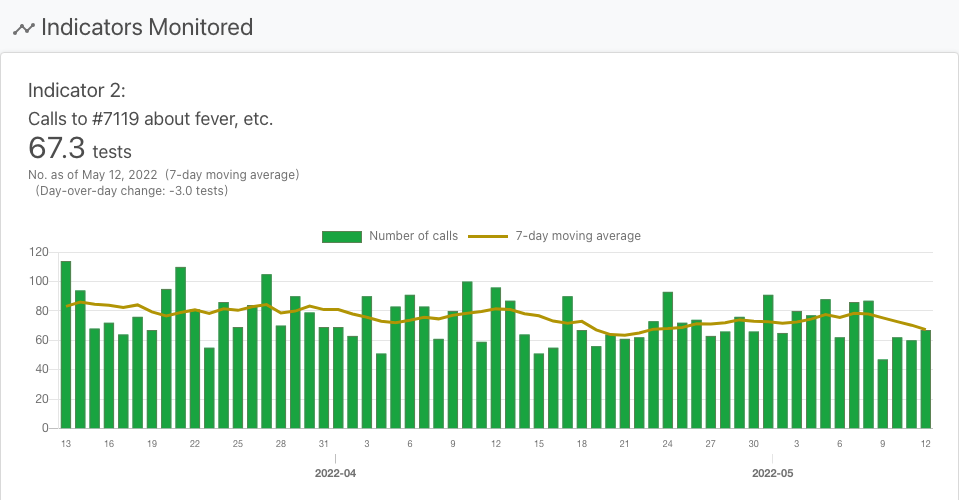 Indicators Monitored
Indicator 2:
Calls to #7119 about fever, etc.
67.3 tests
No. as of May 12, 2022 (7-day moving average)
(Day-over-day change: -3.0 tests)
Number of calls 7-day moving average
120
100
80
60
40
20
0
13 16 19 22 25 28 31 3 6 9 12 15 18 21 24 27 30 3 6 9 12
2022-04 2022-05